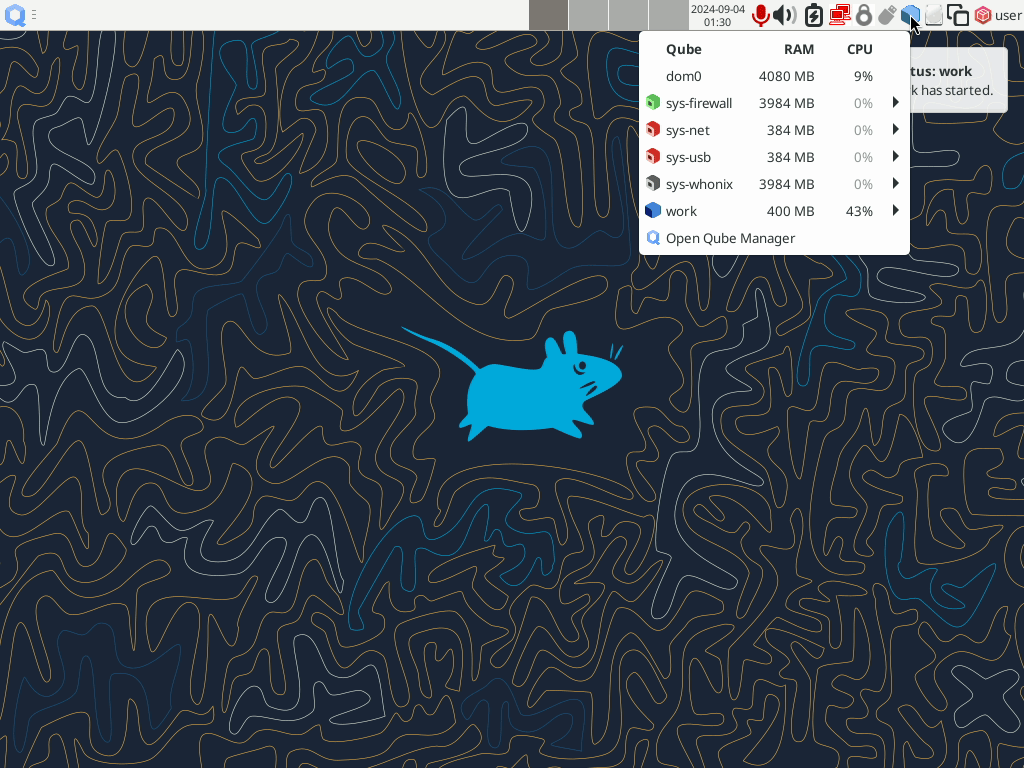 2024-09-04
01:30
user
Qube RAM CPU
dom0 4080 MB 9%
sys-firewall 3984 MB 0%
sys-net 384 MB 0%
sys-usb 384 MB 0%
sys-whonix 3984 MB 0%
work 400 MB 43%
Open Qube Manager
tus: work
k has started.